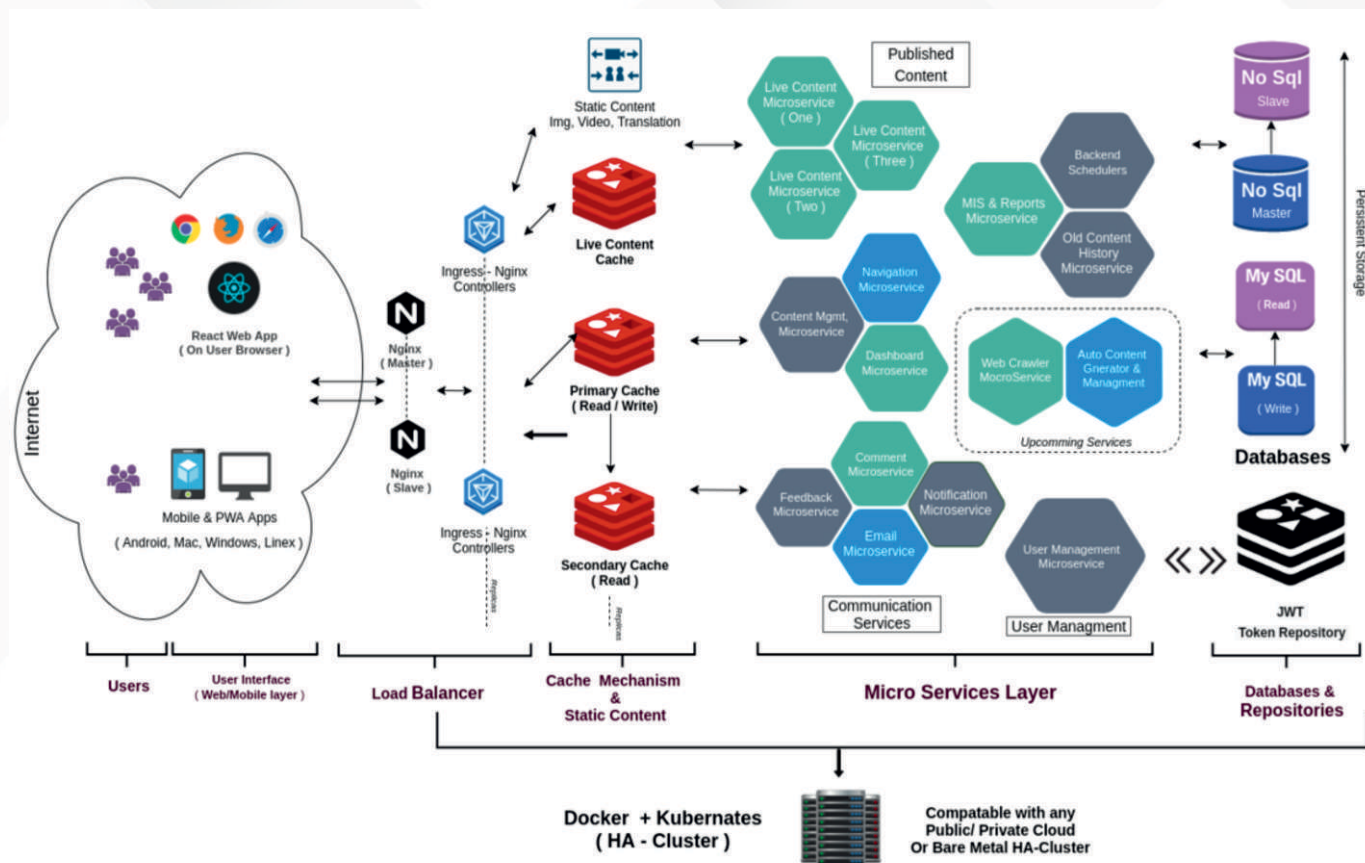 Internet
React Web App
( On User Browser )
Mobile & PWA Apps
( Android, Mac, Windows, Linex )
Nginx
( Master )
Nginx
( Slave )
Ingress - Nginx
Controllers
Ingress - Nginx
Controllers
Replicas
Static Content
Img, Video, Translation
Live Content
Cache
Primary Cache
( Read / Write)
Secondary Cache
( Read )
Replicas
Published
Content
Live Content
Microservice
( One )
Live Content
Microservice
( Three )
Live Content
Microservice
( Two )
Backend
Schedulers
MIS & Reports
Microservice
Old Content
History
Microservice
Navigation
Microservice
Content Mgmt,
Microservice
Dashboard
Microservice
Web Crawler
MocroService
Auto Content
Gnerator &
Managment
Upcomming Services
Comment
Microservice
Feedback
Microservice
Notification
Microservice
Email
Microservice
Communication
Services
User Management
Microservice
User Managment
No Sql
Slave
No Sql
Master
My SQL
( Read )
My SQL
( Write )
Persistent Storage
Databases
JWT
Token Repository
Users
User Interface
( Web/Mobile layer )
Load Balancer
Cache Mechanism
&
Static Content
Micro Services Layer
Databases &
Repositories
Docker + Kubernates
( HA - Cluster )
Compatable with any
Public/ Private Cloud
Or Bare Metal HA-Cluster